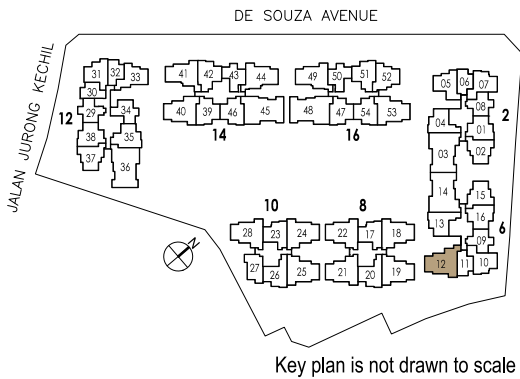 DE SOUZA AVENUE
JALAN JURONG KECHIL
31 32 33 41 42 43 44 49 50 51 52 05 06 07
30 08
12 29 34 40 39 46 45 48 47 54 53 04 01 2
38 35 14 16 03 02
37 36
14 15
10 8 13 16 6
28 23 24 22 17 18 09
N 12 11 10
27 26 25 21 20 19
Key plan is not drawn to scale